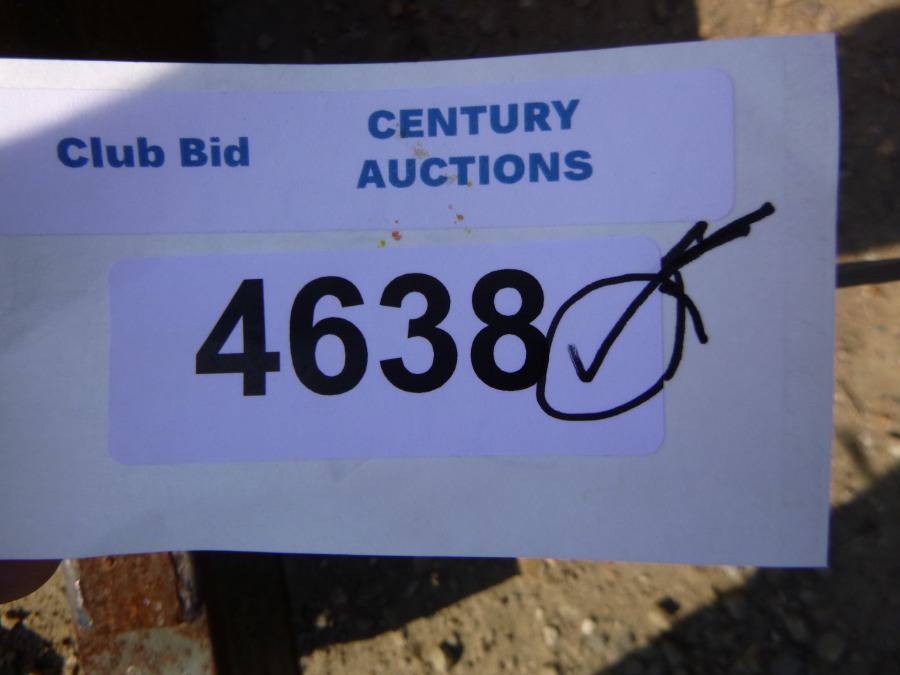 Club Bid
CENTURY
AUCTIONS
4638